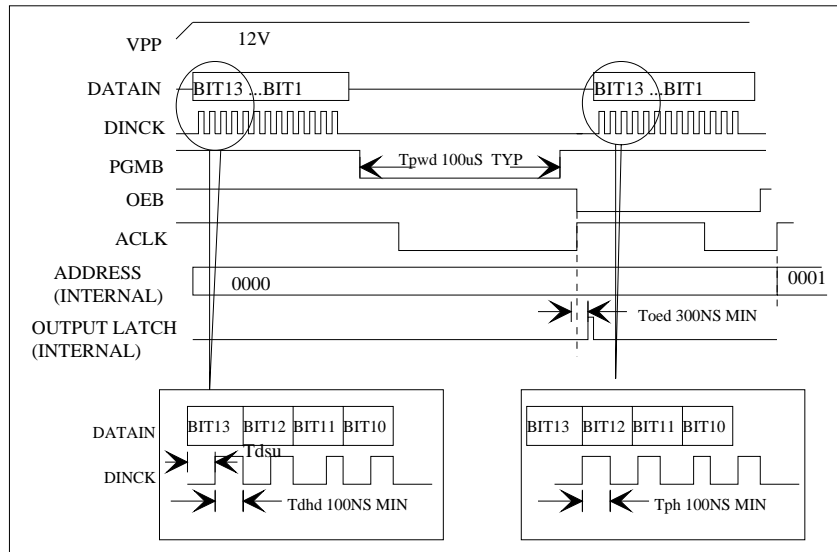 VPP 12V
DATAIN BIT13 ...BIT1 BIT13 ...BIT1
DINCK
PGMB Tpwd 100uS TYP
OEB
ACLK
ADDRESS
(INTERNAL) 0000 0001
OUTPUT LATCH
(INTERNAL) Toed 300NS MIN
DATAIN BIT13 BIT12 BIT11 BIT10
Tdsu
DINCK
Tdhd 100NS MIN
BIT13 BIT12 BIT11 BIT10
Tph 100NS MIN